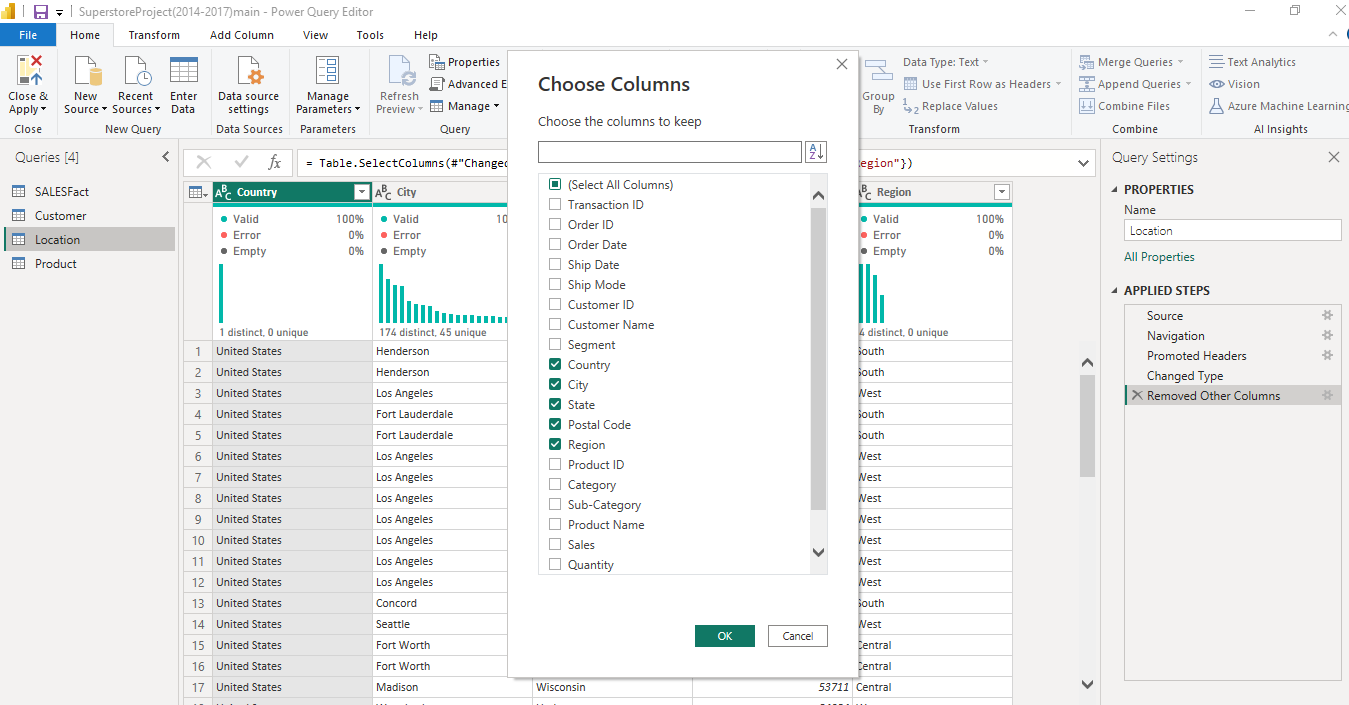 SuperstoreProject(2014-2017)main - Power Query Editor
File Home Transform Add Column View Tools Help
Close & Apply
Close
New Source
Recent Sources
Enter Data
New Query
Data source settings
Data Sources
Manage Parameters
Parameters
Refresh Preview
Properties
Advanced E
Manage
Query
Group By
Data Type: Text
Use First Row as Headers
Replace Values
Transform
Merge Queries
Append Queries
Combine Files
Combine
Text Analytics
Vision
Azure Machine Learning
AI Insights
Queries [4]
SALESFact
Customer
Location
Product
fx = Table.SelectColumns(#"Changed
egion"})
Country
City
Region
Valid 100%
Error 0%
Empty 0%
1 distinct, 0 unique
Valid 10
Error
Empty
174 distinct, 45 unique
Valid 100%
Error 0%
Empty 0%
4 distinct, 0 unique
1 United States Henderson South
2 United States Henderson South
3 United States Los Angeles West
4 United States Fort Lauderdale South
5 United States Fort Lauderdale South
6 United States Los Angeles West
7 United States Los Angeles West
8 United States Los Angeles West
9 United States Los Angeles West
10 United States Los Angeles West
11 United States Los Angeles West
12 United States Los Angeles West
13 United States Concord South
14 United States Seattle West
15 United States Fort Worth Central
16 United States Fort Worth Central
17 United States Madison Wisconsin 53711 Central
Choose Columns
Choose the columns to keep
(Select All Columns)
Transaction ID
Order ID
Order Date
Ship Date
Ship Mode
Customer ID
Customer Name
Segment
Country
City
State
Postal Code
Region
Product ID
Category
Sub-Category
Product Name
Sales
Quantity
OK Cancel
Query Settings
PROPERTIES
Name
Location
All Properties
APPLIED STEPS
Source
Navigation
Promoted Headers
Changed Type
Removed Other Columns